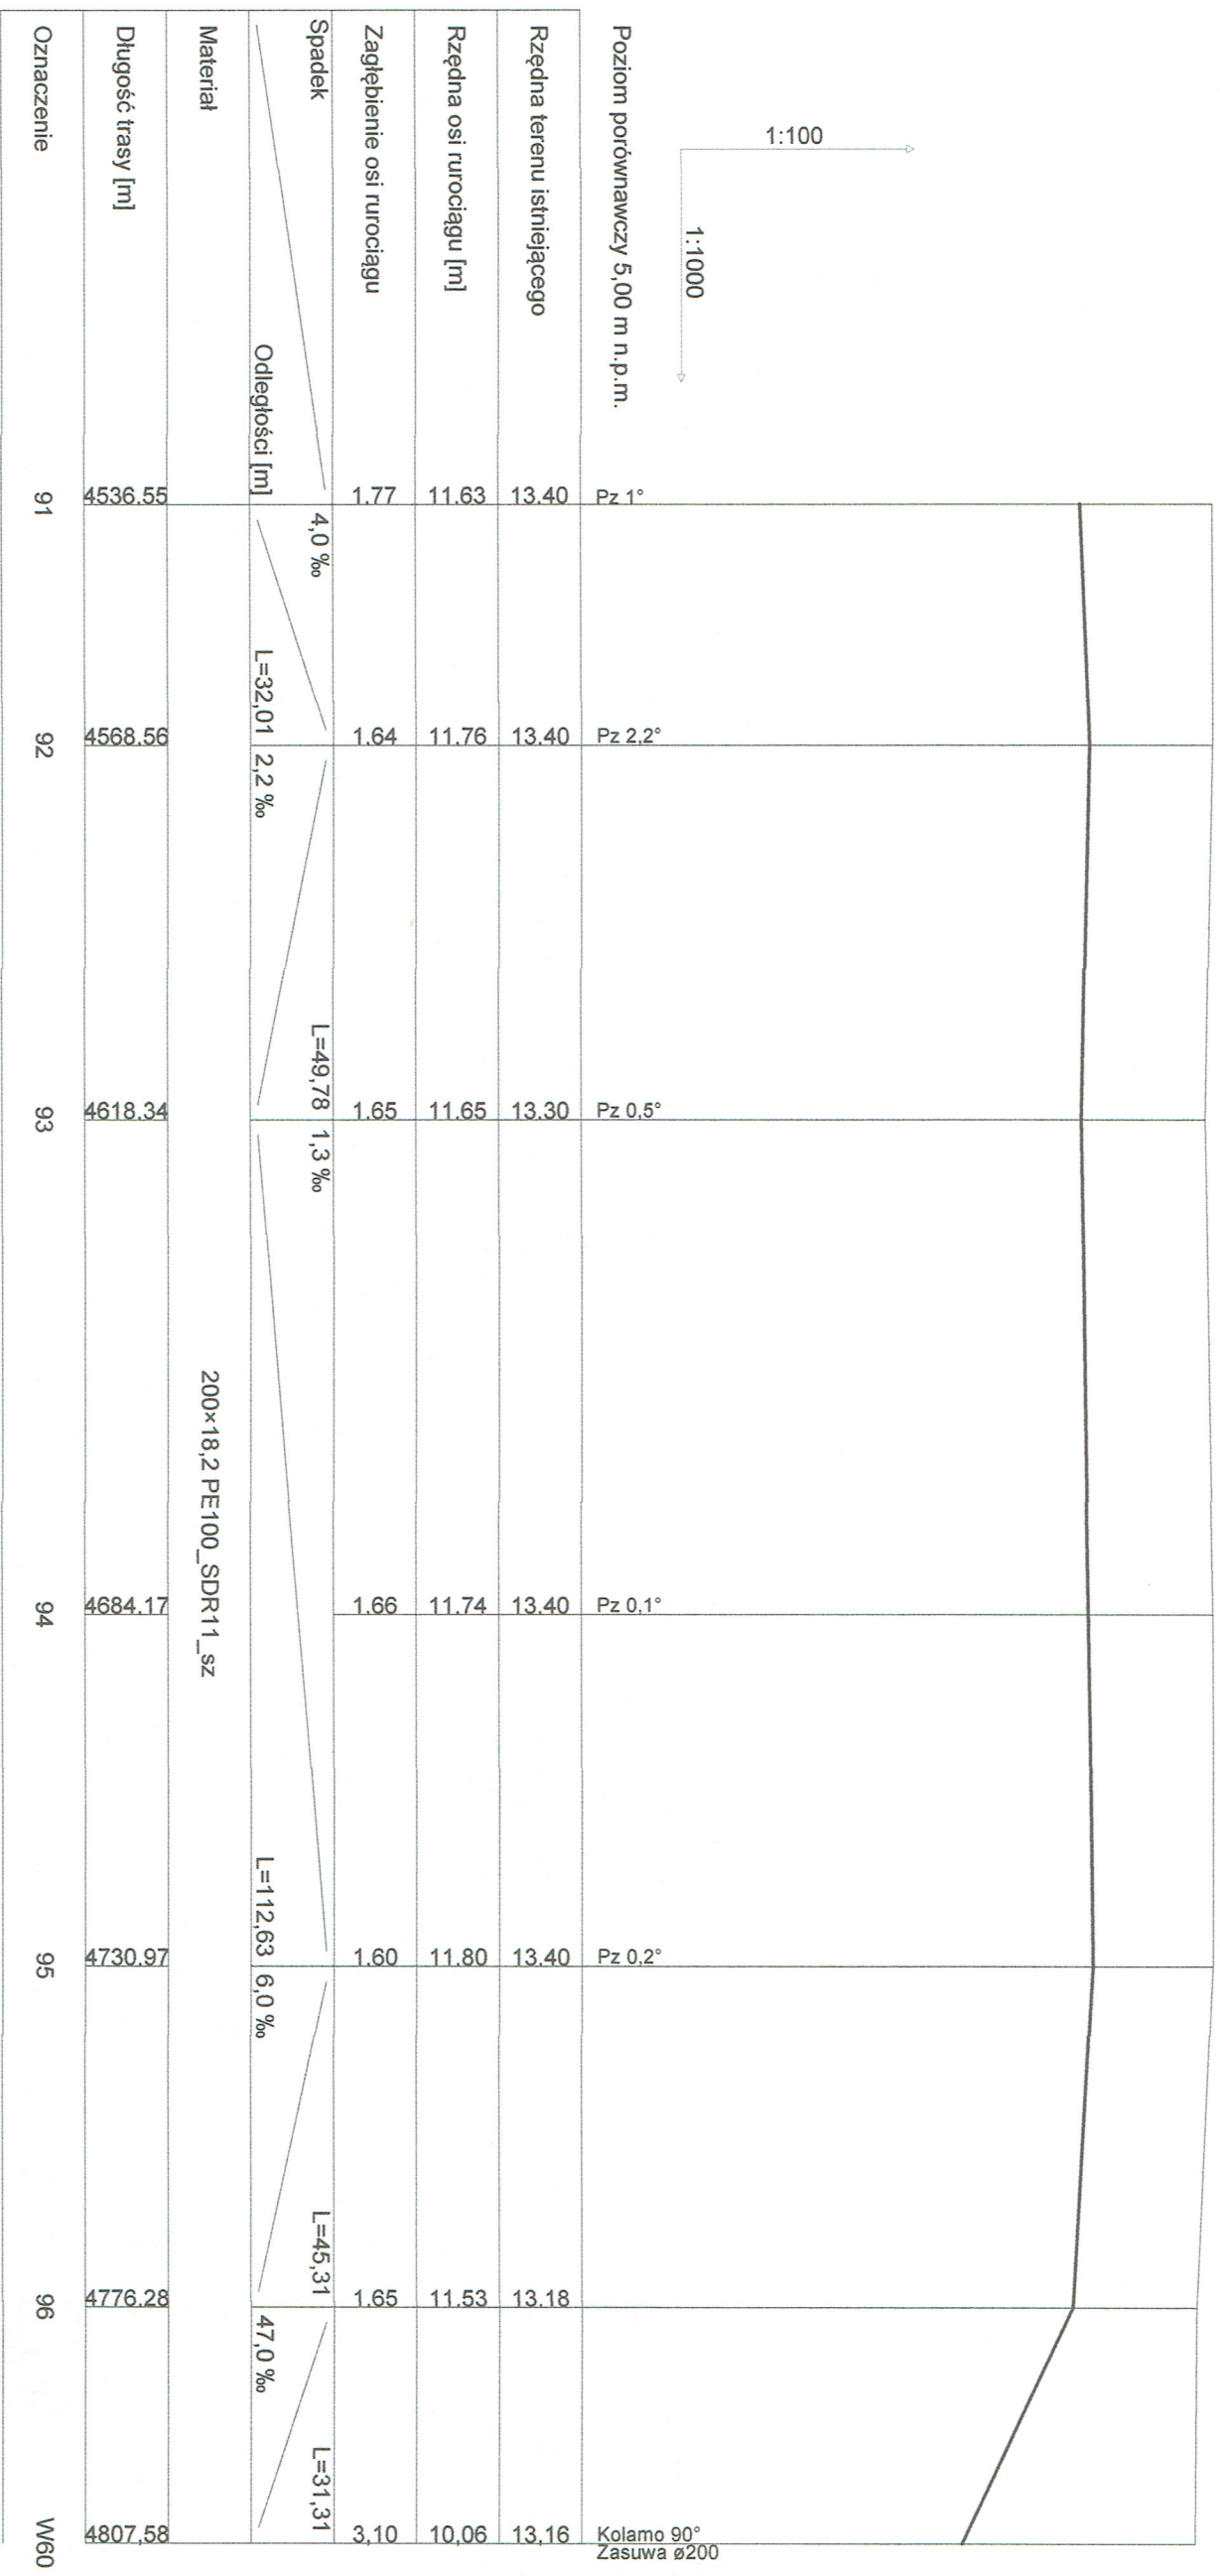 1:100
1:1000
Poziom porównawczy 5,00 m n.p.m.
Pz 1° Pz 2,2° Pz 0,5° Pz 0,1° Pz 0,2° Kolamo 90°
Zasuwa ø200
Rzędna terenu istniejącego 13.40 13.40 13.30 13.40 13.40 13.18 13,16
Rzędna osi rurociągu [m] 11.63 11.76 11.65 11.74 11.80 11.53 10,06
Zagłębienie osi rurociągu 1.77 1.64 1.65 1.66 1.60 1.65 3,10
Spadek 4,0 ‰ L=49,78 1,3 ‰ L=45,31 L=31,31
Odległości [m] L=32,01 2,2 ‰ L=112,63 6,0 ‰ 47,0 ‰
Materiał 200×18,2 PE100_SDR11_sz
Długość trasy [m] 4536.55 4568.56 4618.34 4684.17 4730.97 4776.28 4807,58
Oznaczenie 91 92 93 94 95 96 W60